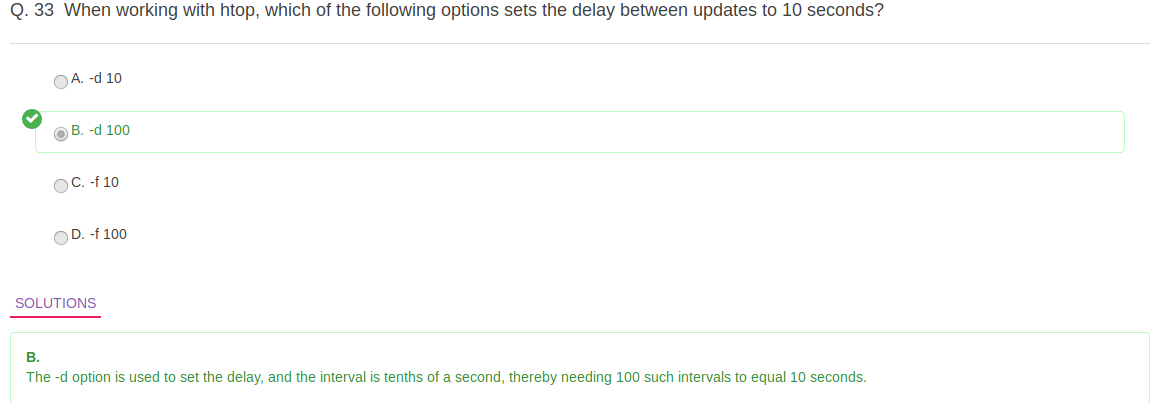 Q. 33 When working with htop, which of the following options sets the delay between updates to 10 seconds?
A. -d 10
B. -d 100
C. -f 10
D. -f 100
SOLUTIONS
B.
The -d option is used to set the delay, and the interval is tenths of a second, thereby needing 100 such intervals to equal 10 seconds.